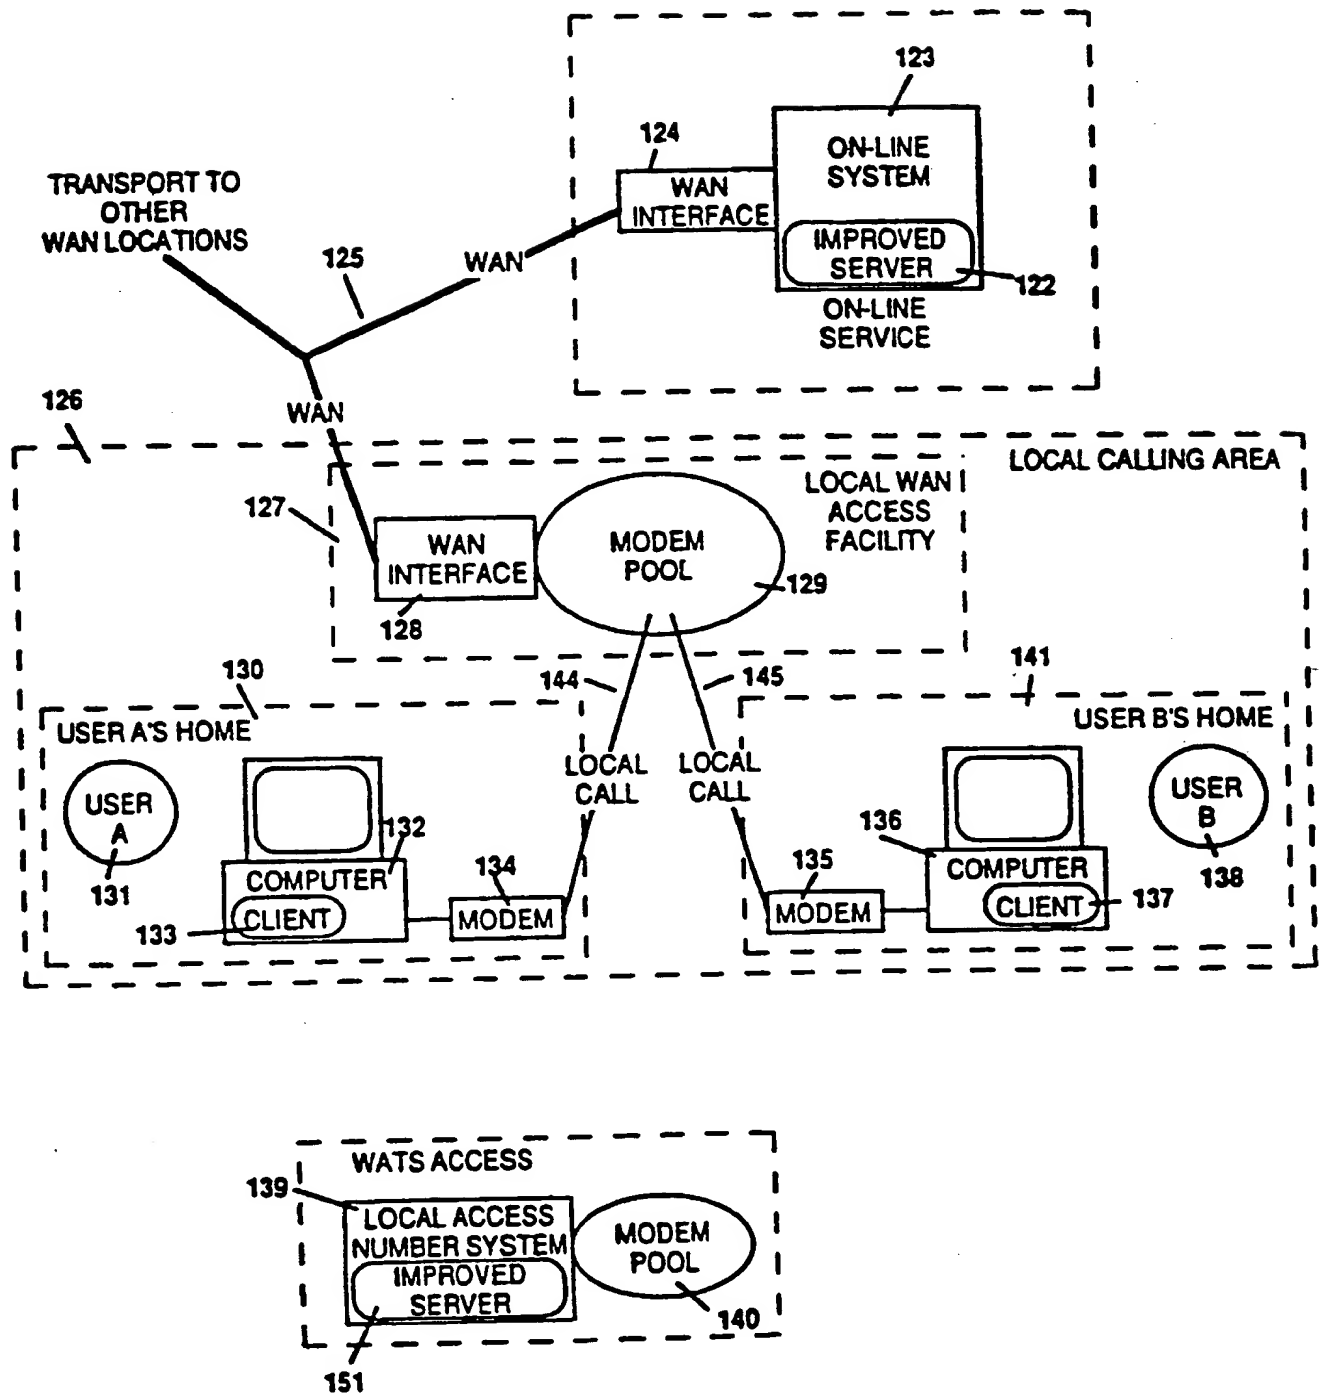 123
124
ON-LINE
SYSTEM
WAN
INTERFACE
TRANSPORT TO
OTHER
WAN LOCATIONS
125
WAN
IMPROVED
SERVER
122
ON-LINE
SERVICE
126
WAN
LOCAL CALLING AREA
127
LOCAL WAN
ACCESS
FACILITY
WAN
INTERFACE
MODEM
POOL
129
128
130
144
145
141
USER A'S HOME
USER B'S HOME
LOCAL
CALL
LOCAL
CALL
USER
A
131
132
COMPUTER
CLIENT
133
134
MODEM
135
MODEM
136
COMPUTER
CLIENT
137
USER
B
138
WATS ACCESS
139
LOCAL ACCESS
NUMBER SYSTEM
IMPROVED
SERVER
MODEM
POOL
140
151